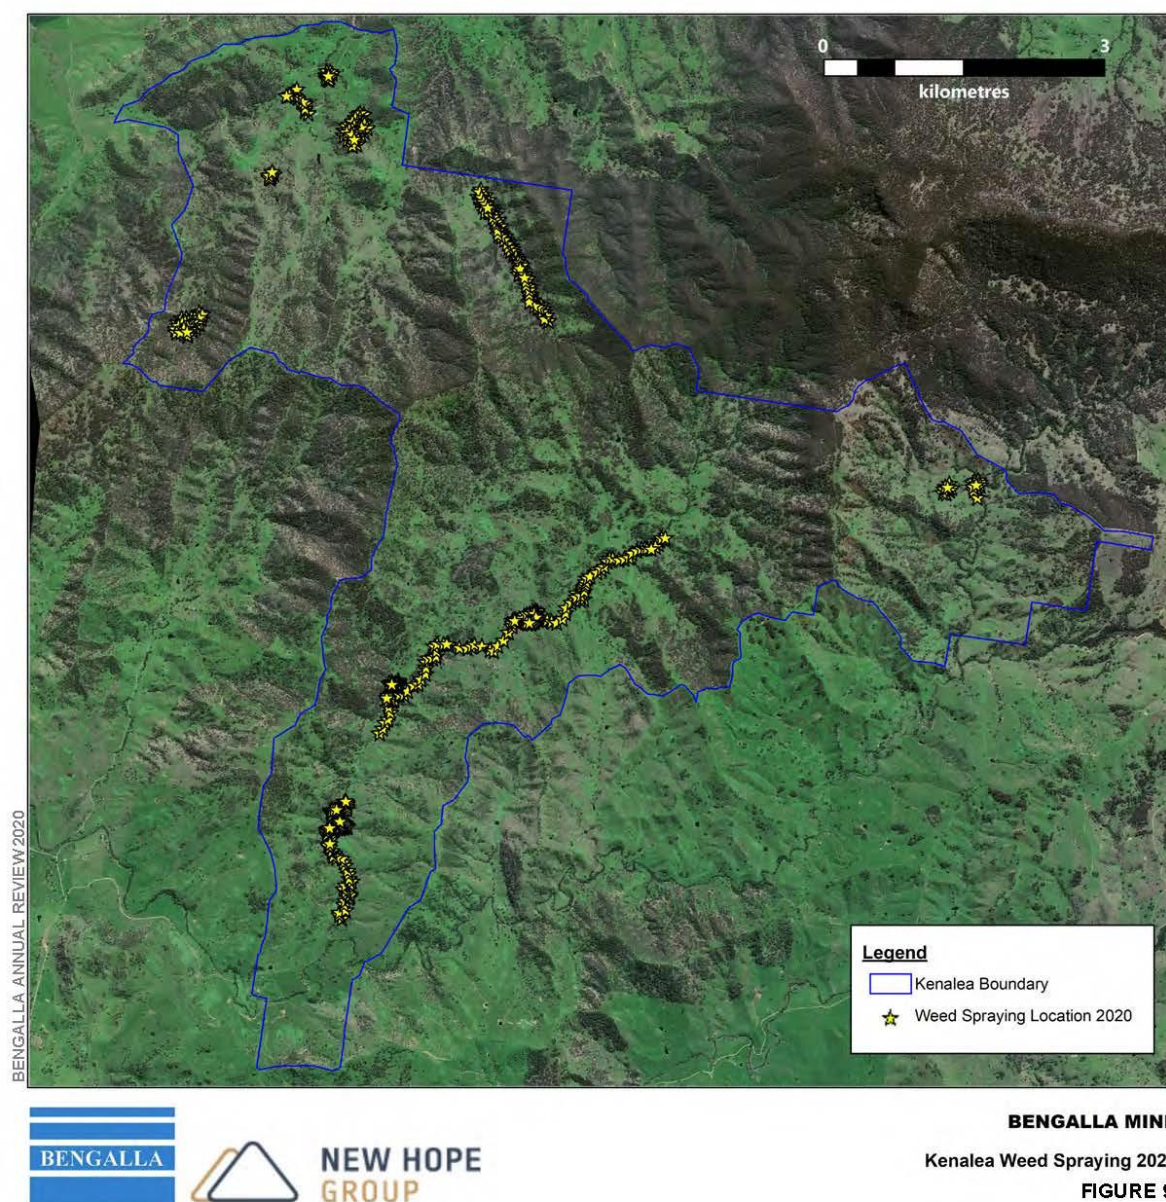 0 3
kilometres
BENGALLA ANNUAL REVIEW 2020
Legend
Kenalea Boundary
Weed Spraying Location 2020
BENGALLA
NEW HOPE
GROUP
BENGALLA MIN
Kenalea Weed Spraying 202
FIGURE 9